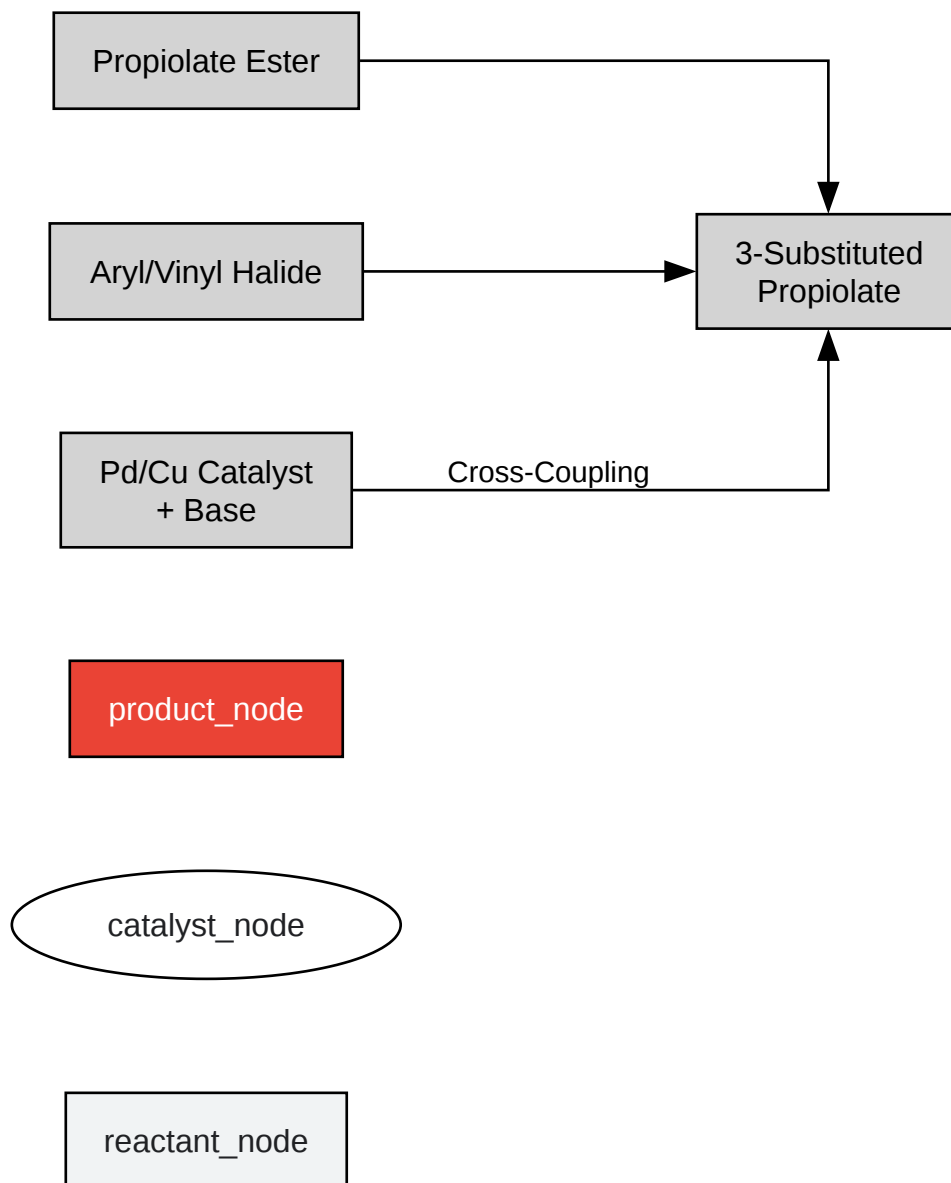 Propiolate Ester
Aryl/Vinyl Halide
3-Substituted
Propiolate
Pd/Cu Catalyst
+ Base
Cross-Coupling
product_node
catalyst_node
reactant_node